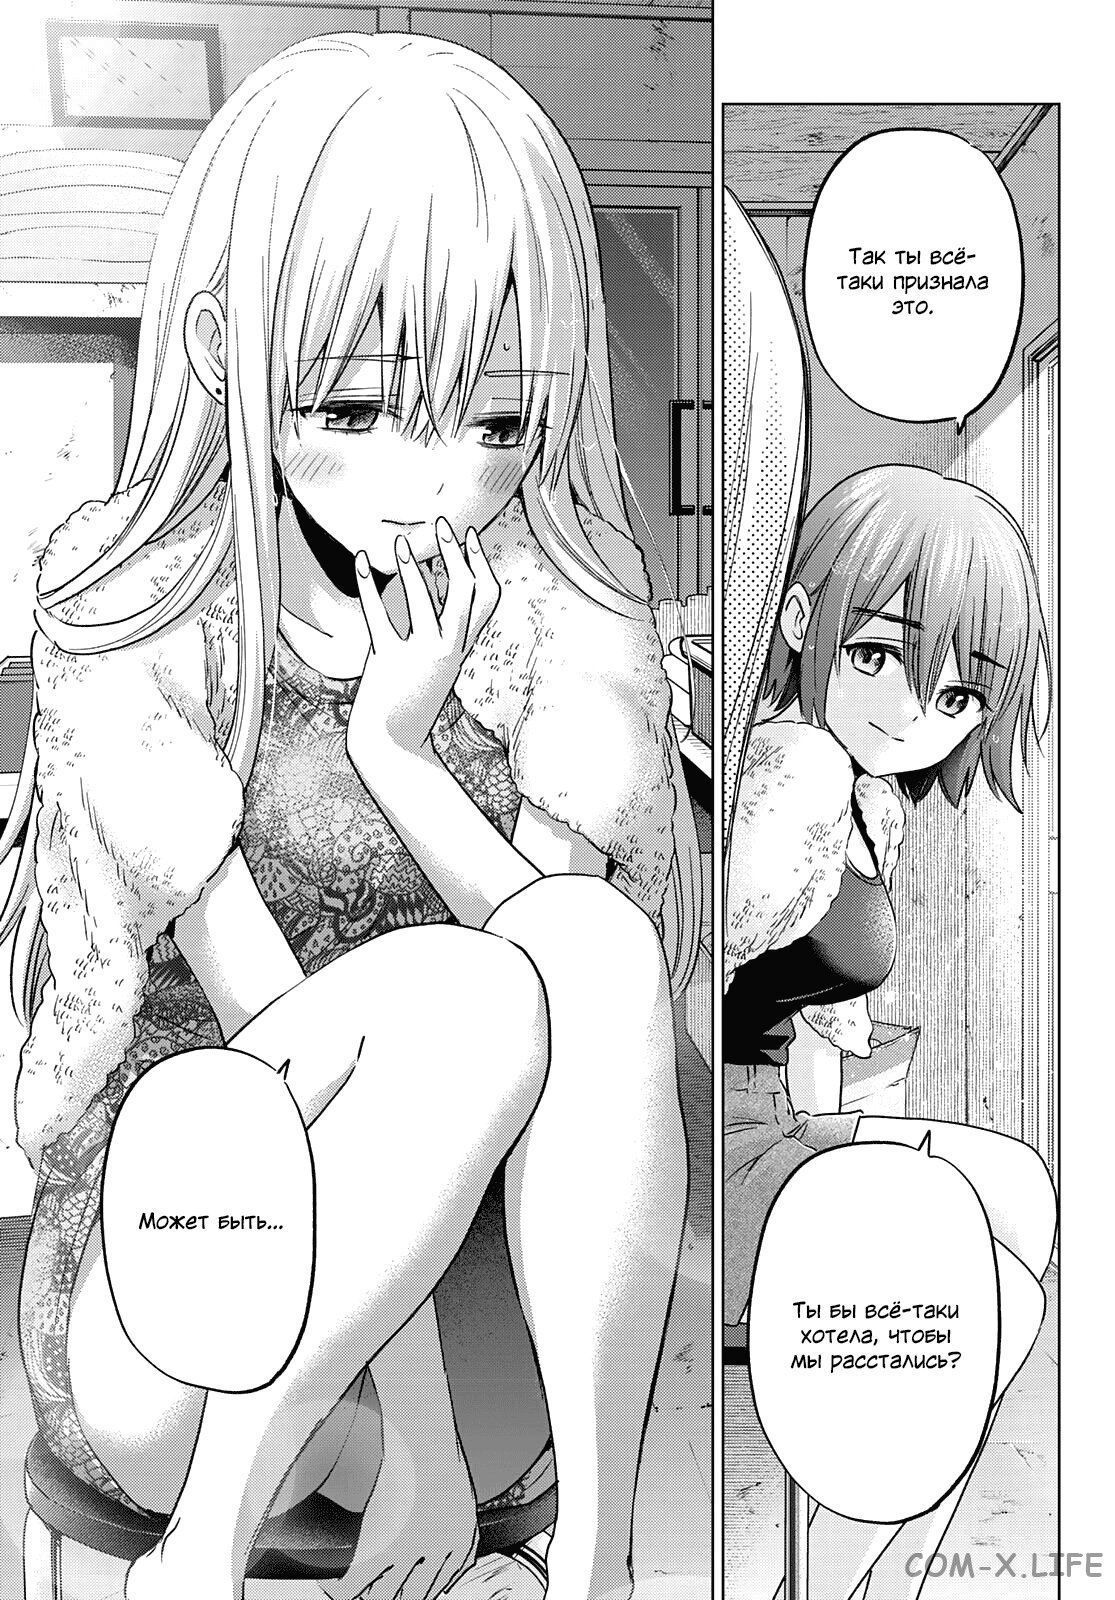 Так ты всё-
таки признала
это.
Ты бы всё-таки
хотела, чтобы
мы расстались?
Может быть...
COM-X.LIFE